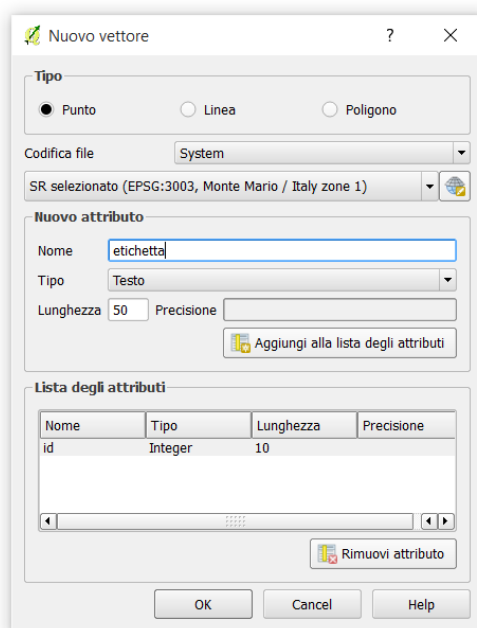 Nuovo vettore ?
Tipo
Punto Linea Poligono
Codifica file System
SR selezionato (EPSG:3003, Monte Mario / Italy zone 1)
Nuovo attributo
Nome etichetta
Tipo Testo
Lunghezza 50 Precisione
Aggiungi alla lista degli attributi
Lista degli attributi
Nome Tipo Lunghezza Precisione
id Integer 10
Rimuovi attributo
OK Cancel Help